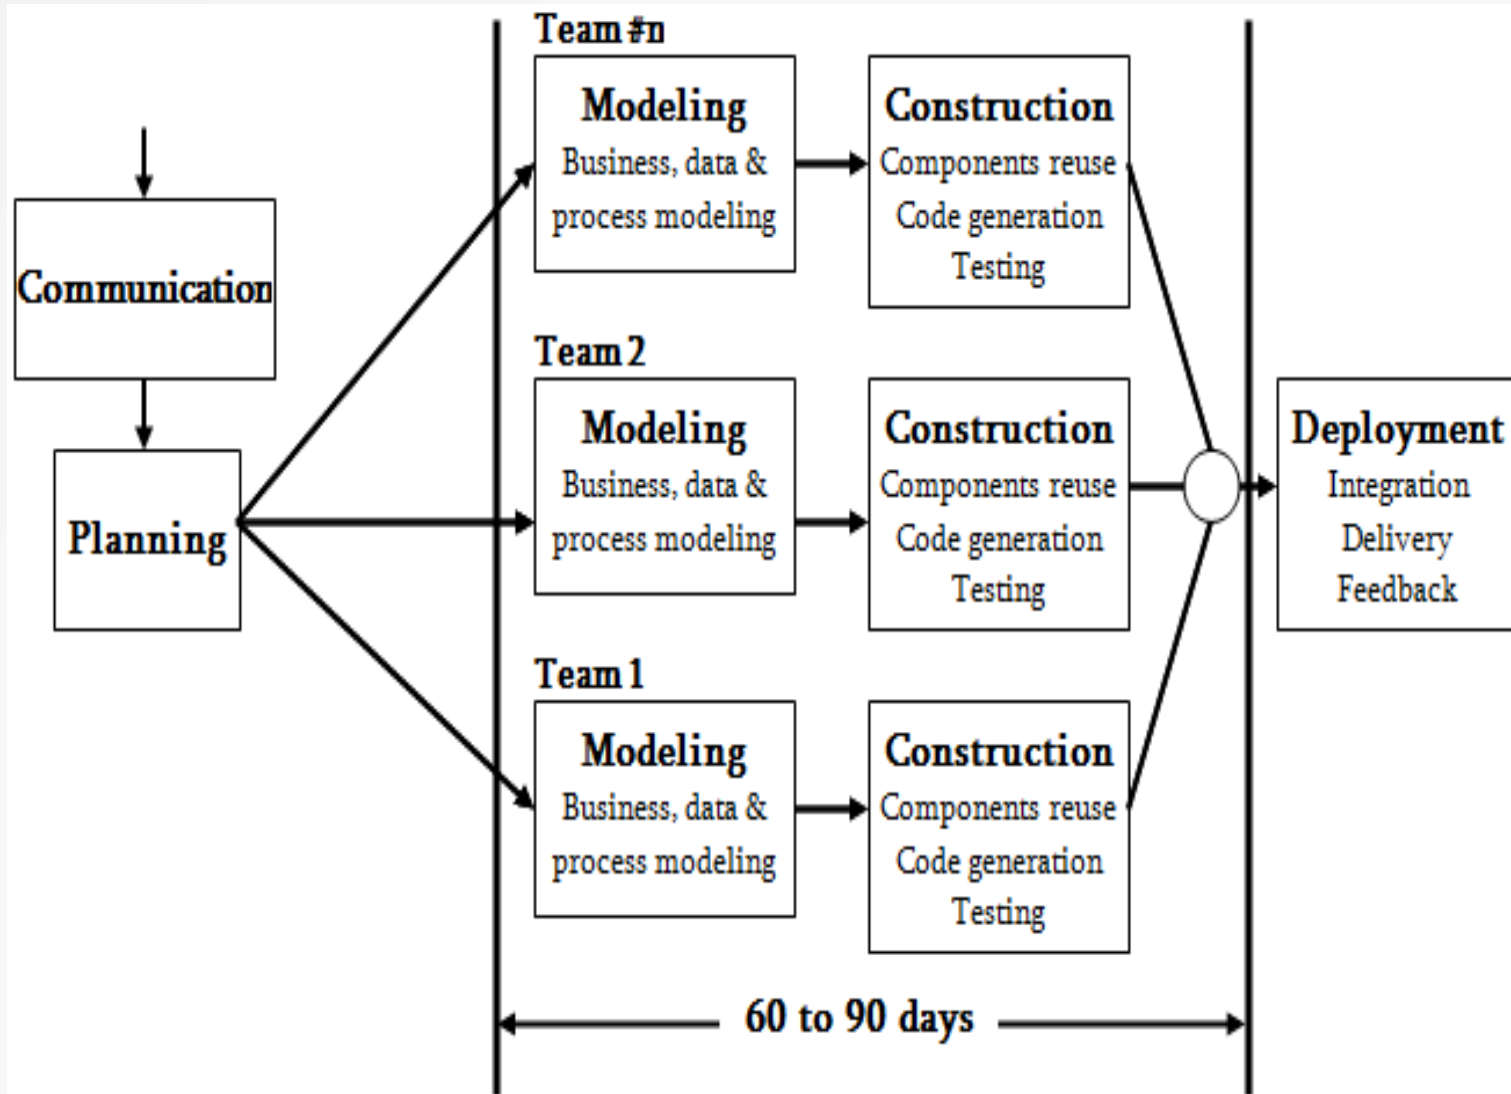 Communication
Planning
Team #n
Modeling
Business, data &
process modeling
Construction
Components reuse
Code generation
Testing
Team 2
Modeling
Business, data &
process modeling
Construction
Components reuse
Code generation
Testing
Team 1
Modeling
Business, data &
process modeling
Construction
Components reuse
Code generation
Testing
Deployment
Integration
Delivery
Feedback
60 to 90 days